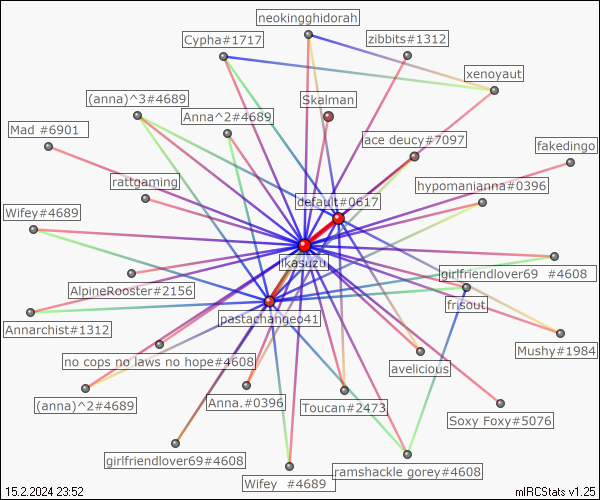 neokingghidorah
Cypha#1717
zibbits#1312
xenoyaut
(anna)^3#4689
Skalman
Anna^2#4689
Mad #6901
ace deucy#7097
fakedingo
rattgaming
hypomanianna#0396
default#0617
Wifey#4689
ikasuzu
girlfriendlover69 #4608
AlpineRooster#2156
frisout
pastachangeo41
Annarchist#1312
Mushy#1984
no cops no laws no hope#4608
avelicious
(anna)^2#4689
Anna.#0396
Toucan#2473
Soxy Foxy#5076
girlfriendlover69#4608
ramshackle gorey#4608
Wifey #4689
15.2.2024 23:52
mIRCStats v1.25